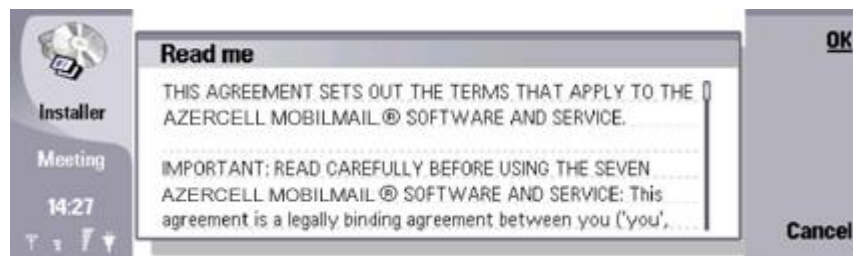 Installer
Meeting
14:27
Read me
THIS AGREEMENT SETS OUT THE TERMS THAT APPLY TO THE
AZERCELL MOBILMAIL ® SOFTWARE AND SERVICE.
IMPORTANT: READ CAREFULLY BEFORE USING THE SEVEN
AZERCELL MOBILMAIL ® SOFTWARE AND SERVICE: This
agreement is a legally binding agreement between you ('you',
OK
Cancel